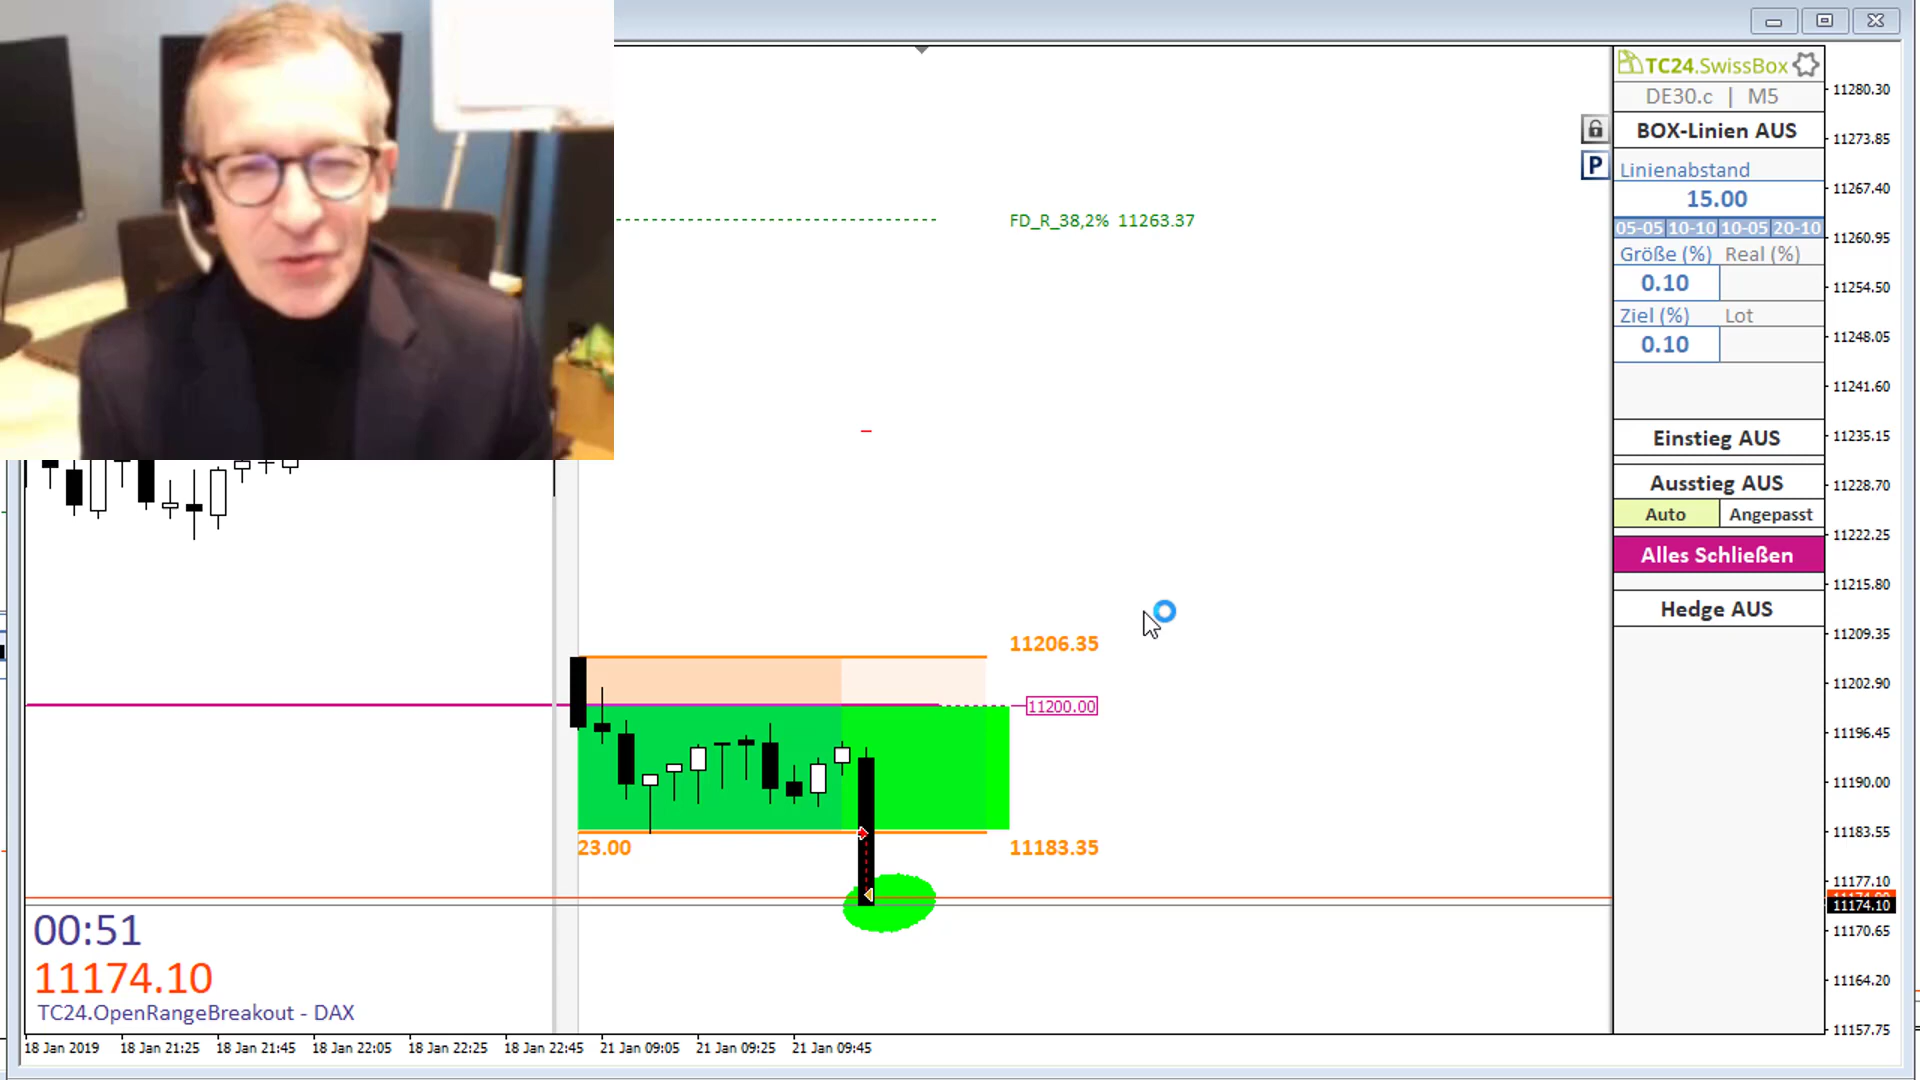 TC24.SwissBox
DE30.c | M5
BOX-Linien AUS
P
Linienabstand
15.00
05-05 10-10 10-05 20-10
Größe (%) Real (%)
0.10
Ziel (%) Lot
0.10
Einstieg AUS
Ausstieg AUS
Auto Angepasst
Alles Schließen
Hedge AUS
11280.30
11273.85
11267.40
11260.95
11254.50
11248.05
11241.60
11235.15
11228.70
11222.25
11215.80
11209.35
11202.90
11196.45
11190.00
11183.55
11177.10
11174.10
11170.65
11164.20
11157.75
FD_R_38,2% 11263.37
11206.35
11200.00
23.00
11183.35
00:51
11174.10
TC24.OpenRangeBreakout - DAX
18 Jan 2019 18 Jan 21:25 18 Jan 21:45 18 Jan 22:05 18 Jan 22:25 18 Jan 22:45 21 Jan 09:05 21 Jan 09:25 21 Jan 09:45